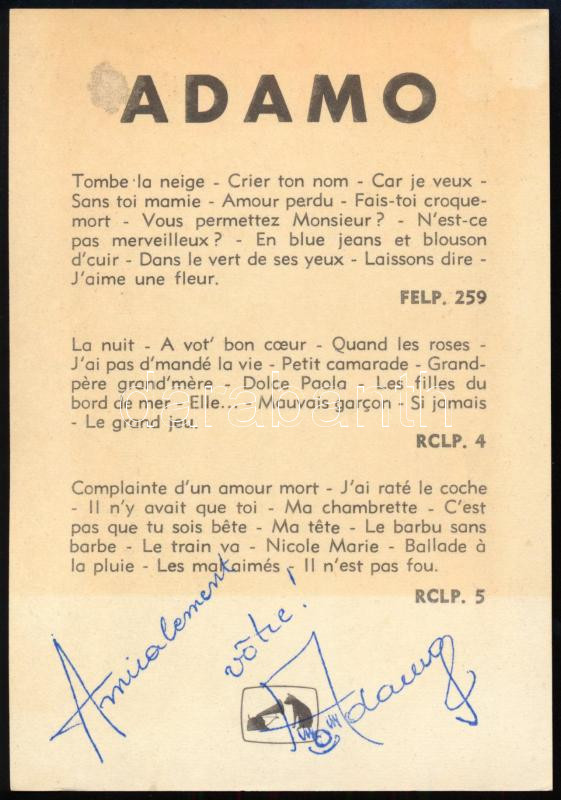 ADAMO
Tombe la neige - Crier ton nom - Car je veux -
Sans toi mamie - Amour perdu - Fais-toi croque-
mort - Vous permettez Monsieur ? - N'est-ce
pas merveilleux ? - En blue jeans et blouson
d'cuir - Dans le vert de ses yeux - Laissons dire -
J'aime une fleur.
FELP. 259
La nuit - A vot' bon cœur - Quand les roses -
J'ai pas d'mandé la vie - Petit camarade - Grand-
père grand'mère - Dolce Paola - Les filles du
bord de mer - Elle... - Mauvais garçon - Si jamais
- Le grand jeu.
darabanth
RCLP. 4
Complainte d'un amour mort - J'ai raté le coche
- Il n'y avait que toi - Ma chambrette - C'est
pas que tu sois bête - Ma tête - Le barbu sans
barbe - Le train va - Nicole Marie - Ballade à
la pluie - Les mal aimés - Il n'est pas fou.
RCLP. 5
Amicalement
vôtre !
Adamo